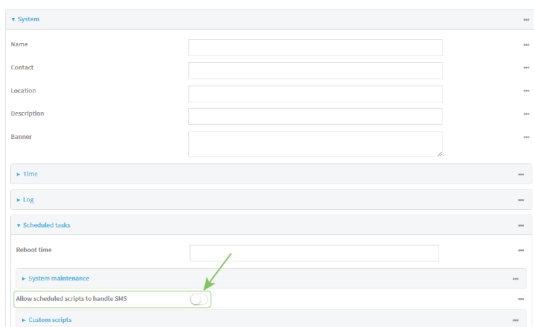 System
Name
Contact
Location
Description
Banner
Time
Log
Scheduled tasks
Reboot time
System maintenance
Allow scheduled scripts to handle SMS
Custom scripts